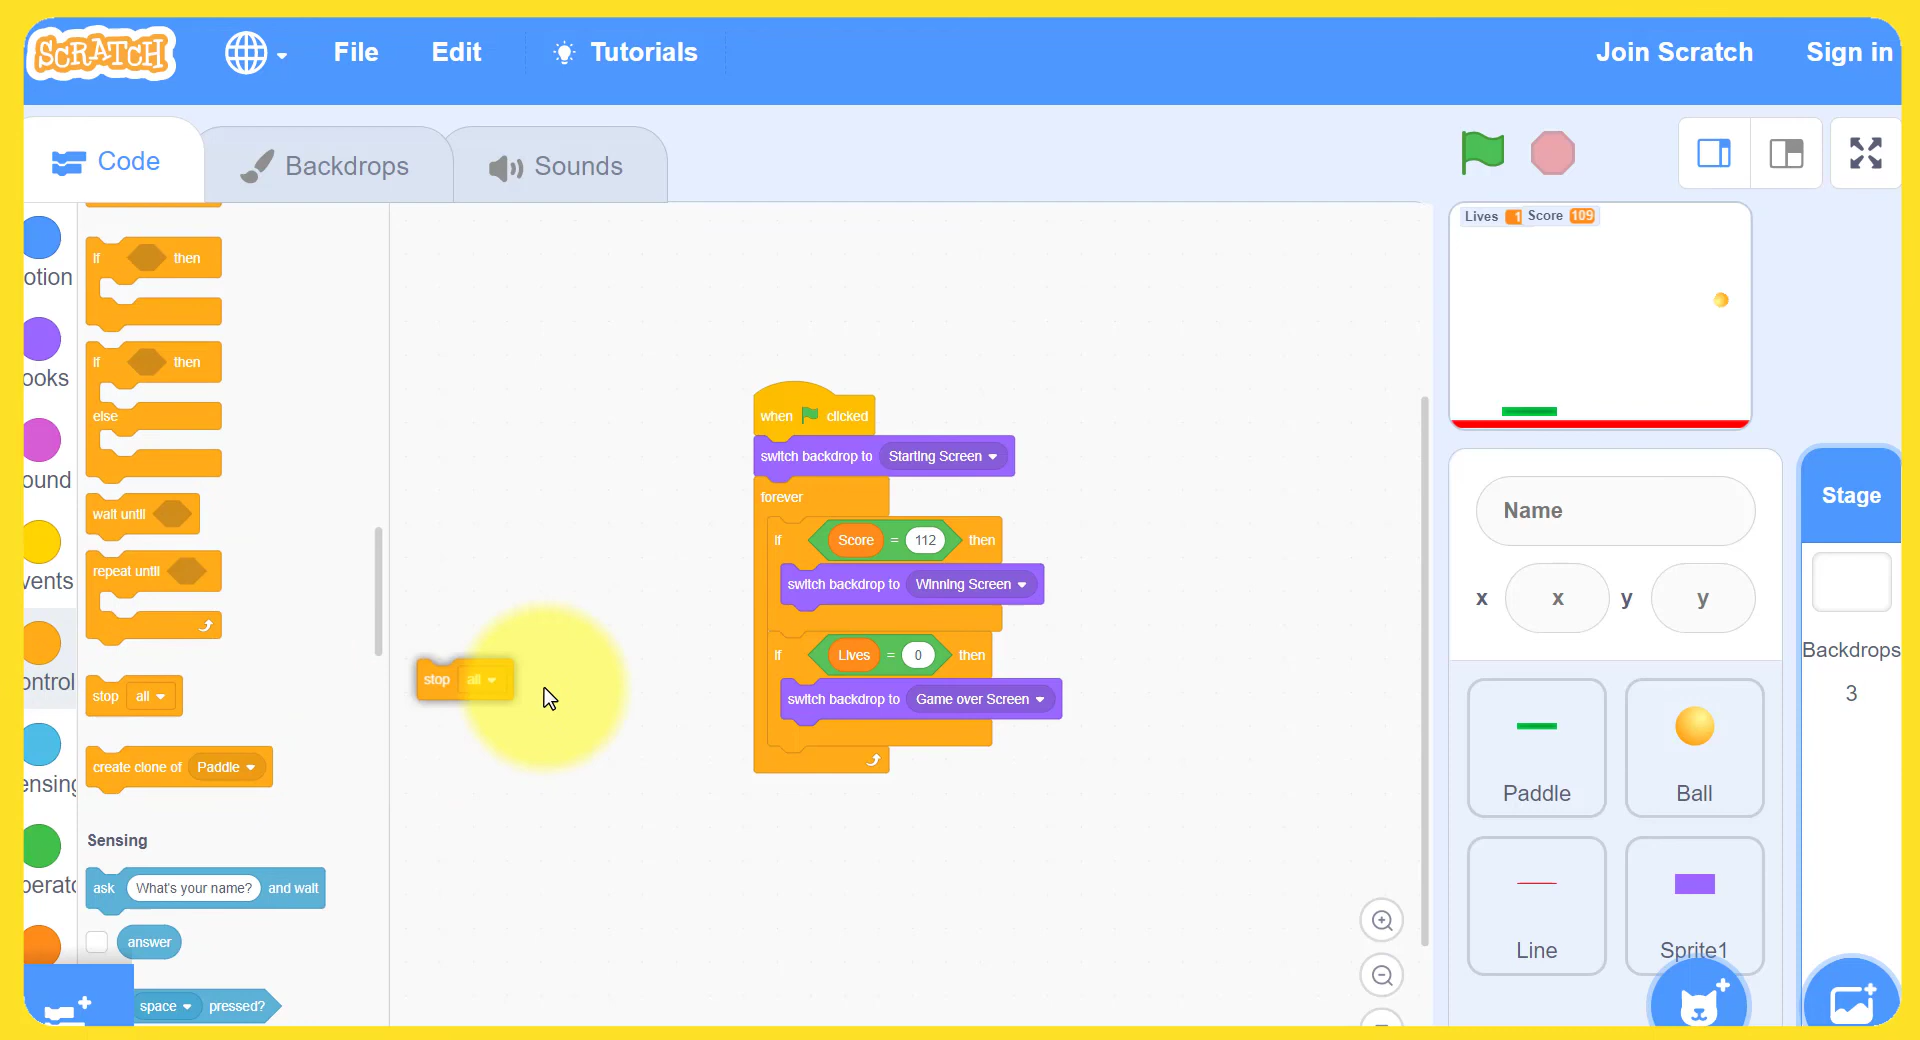 SCRATCH
File
Edit
Tutorials
Join Scratch
Sign in
Code
Backdrops
Sounds
Lives 1 Score 109
otion
ooks
ound
vents
ontrol
ensing
perato
If then
If then
else
wait until
repeat until
stop all
create clone of Paddle
Sensing
ask What's your name? and wait
answer
space pressed?
stop all
when clicked
switch backdrop to Starting Screen
forever
If Score = 112 then
switch backdrop to Winning Screen
If Lives = 0 then
switch backdrop to Game over Screen
Name
x x y y
Paddle
Ball
Line
Sprite1
Stage
Backdrops
3